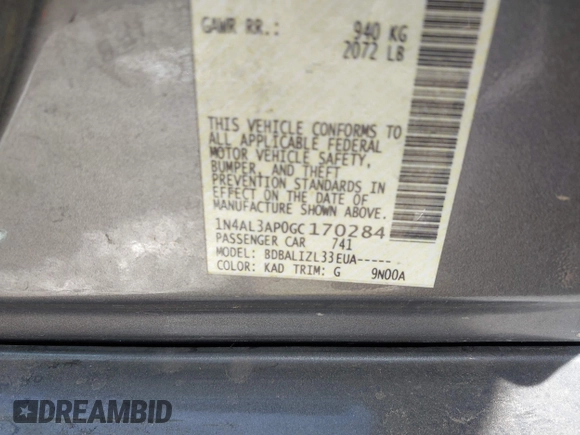 GAWR RR.: 940 KG
2072 LB
THIS VEHICLE CONFORMS TO
ALL APPLICABLE FEDERAL
MOTOR VEHICLE SAFETY,
BUMPER, AND THEFT
PREVENTION STANDARDS IN
EFFECT ON THE DATE OF
MANUFACTURE SHOWN ABOVE.
1N4AL3AP0GC170284
PASSENGER CAR 741
MODEL: BDBALIZL33EUA-----
COLOR: KAD TRIM: G 9N00A
DREAMBID